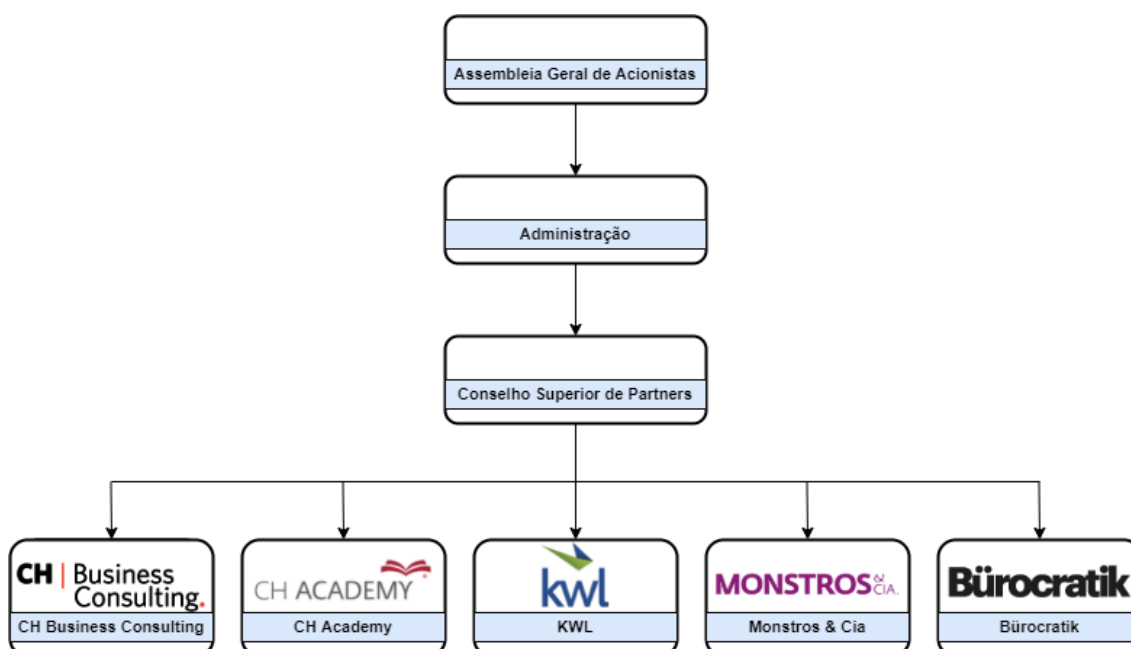 Assembleia Geral de Acionistas
Administração
Conselho Superior de Partners
CH | Business
Consulting.
CH ACADEMY
kwl
MONSTROS & CIA.
Bürocratik
CH Business Consulting
CH Academy
KWL
Monstros & Cia
Bürocratik